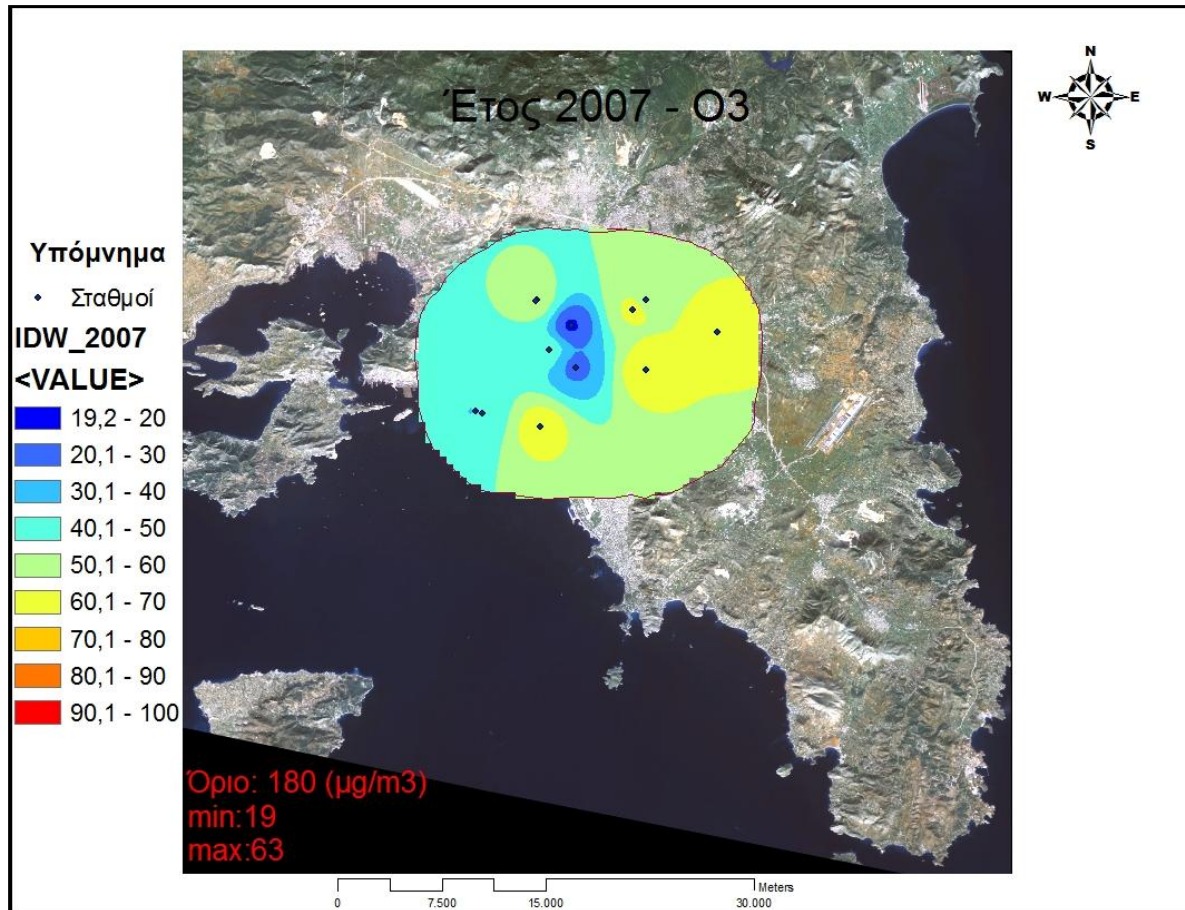 Έτος 2007 - O3
N
W E
S
Υπόμνημα
Σταθμοί
IDW_2007
<VALUE>
19,2 - 20
20,1 - 30
30,1 - 40
40,1 - 50
50,1 - 60
60,1 - 70
70,1 - 80
80,1 - 90
90,1 - 100
Όριο: 180 (μg/m3)
min:19
max:63
Meters
0 7.500 15.000 30.000